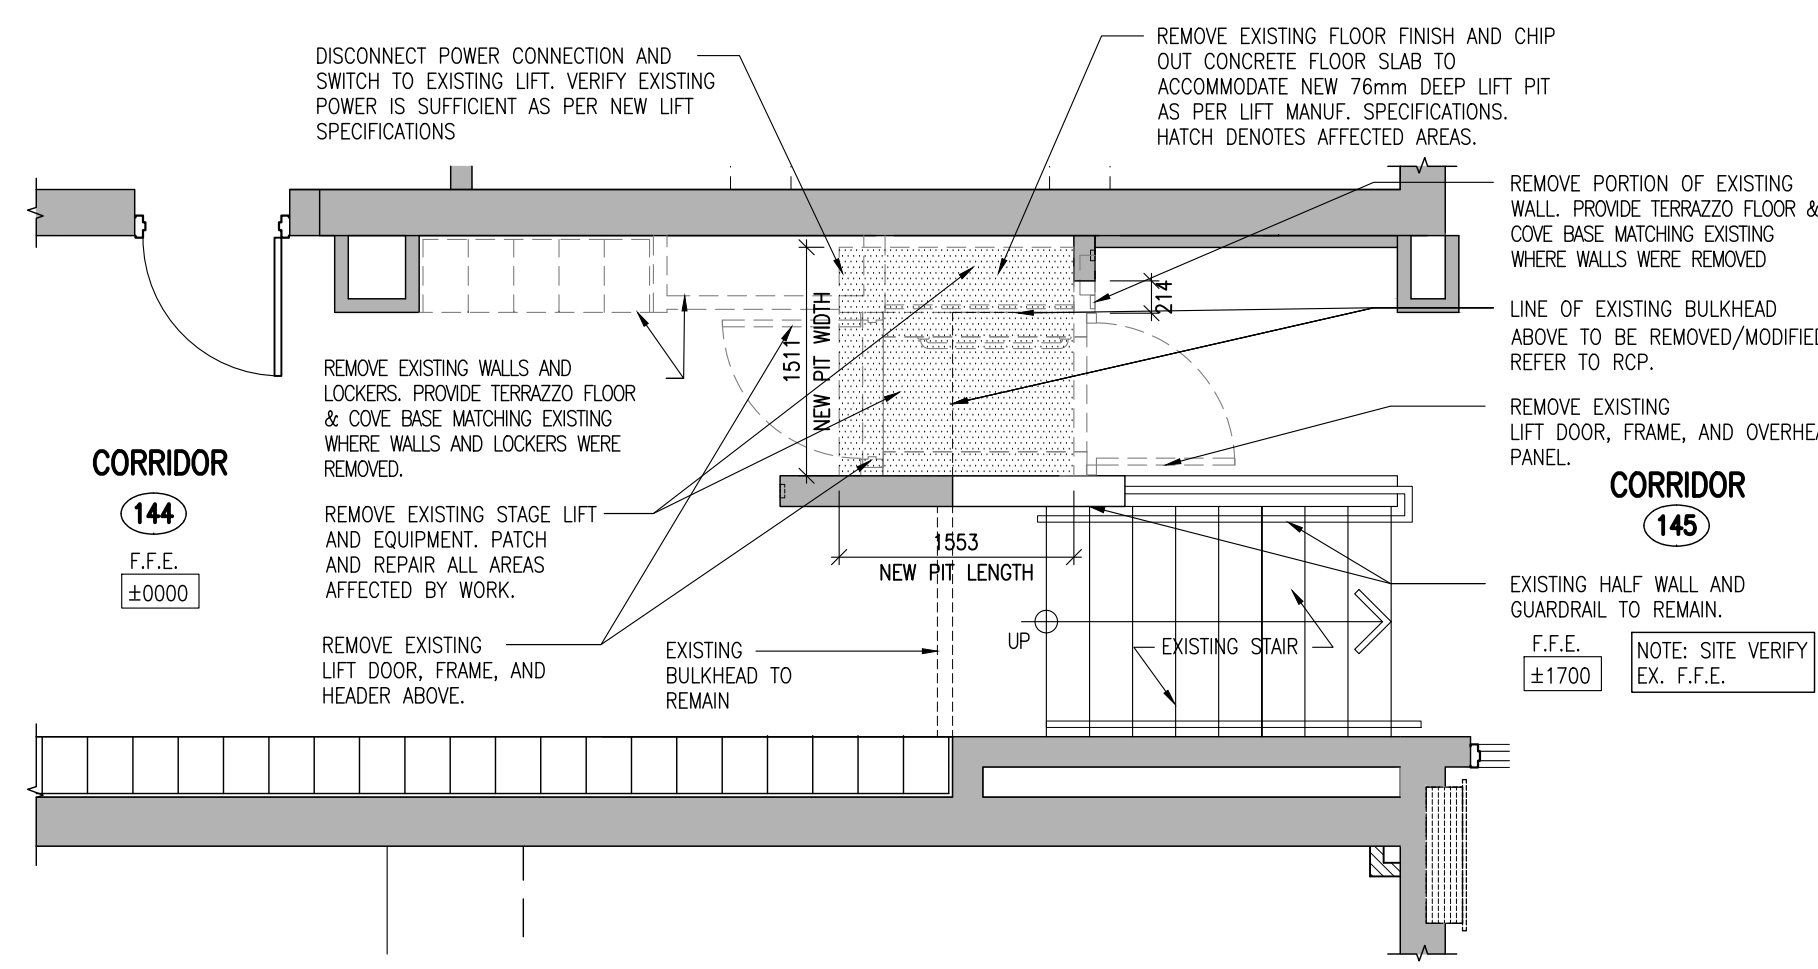 DISCONNECT POWER CONNECTION AND
SWITCH TO EXISTING LIFT. VERIFY EXISTING
POWER IS SUFFICIENT AS PER NEW LIFT
SPECIFICATIONS
REMOVE EXISTING FLOOR FINISH AND CHIP
OUT CONCRETE FLOOR SLAB TO
ACCOMMODATE NEW 76mm DEEP LIFT PIT
AS PER LIFT MANUF. SPECIFICATIONS.
HATCH DENOTES AFFECTED AREAS.
REMOVE PORTION OF EXISTING
WALL. PROVIDE TERRAZZO FLOOR &
COVE BASE MATCHING EXISTING
WHERE WALLS WERE REMOVED
LINE OF EXISTING BULKHEAD
ABOVE TO BE REMOVED/MODIFIED
REFER TO RCP.
REMOVE EXISTING
LIFT DOOR, FRAME, AND OVERHEA
PANEL.
214
1511
NEW PIT WIDTH
REMOVE EXISTING WALLS AND
LOCKERS. PROVIDE TERRAZZO FLOOR
& COVE BASE MATCHING EXISTING
WHERE WALLS AND LOCKERS WERE
REMOVED.
CORRIDOR
144
F.F.E.
±0000
REMOVE EXISTING STAGE LIFT
AND EQUIPMENT. PATCH
AND REPAIR ALL AREAS
AFFECTED BY WORK.
REMOVE EXISTING
LIFT DOOR, FRAME, AND
HEADER ABOVE.
EXISTING
BULKHEAD TO
REMAIN
1553
NEW PIT LENGTH
UP
EXISTING STAIR
CORRIDOR
145
EXISTING HALF WALL AND
GUARDRAIL TO REMAIN.
F.F.E.
±1700
NOTE: SITE VERIFY
EX. F.F.E.